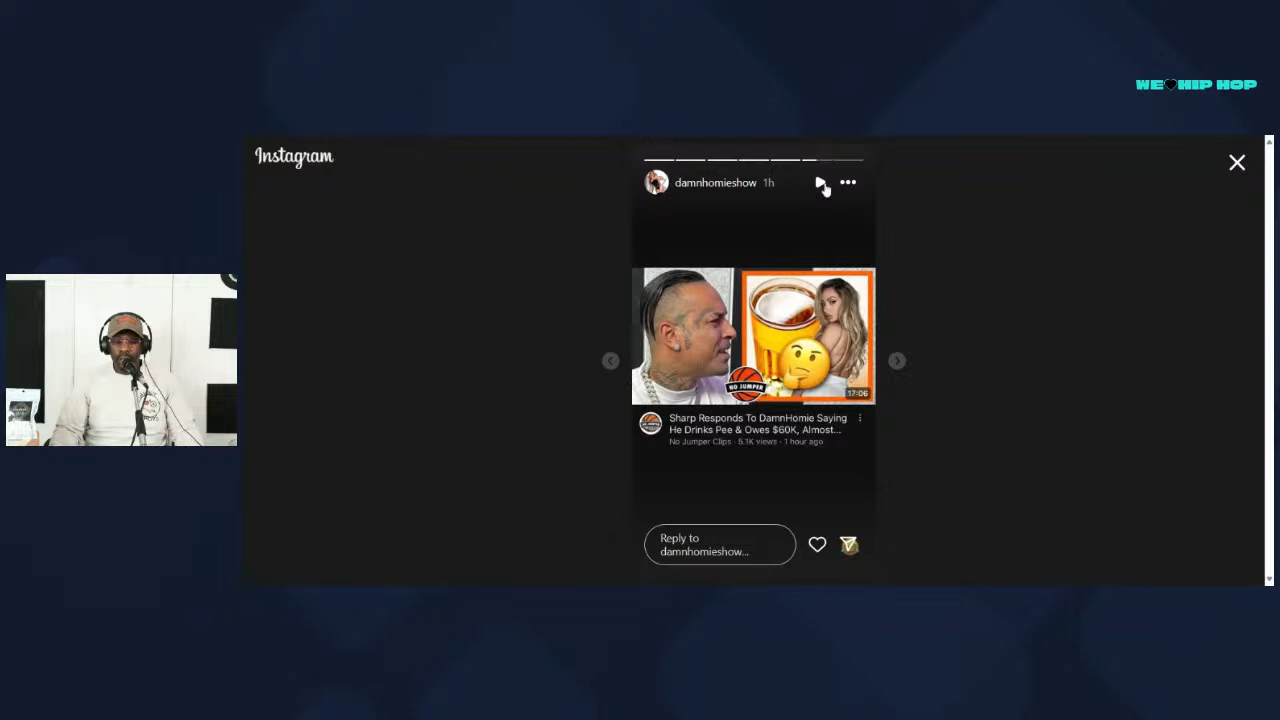 WE HIP HOP
Instagram
damnhomieshow 1h
NO JUMPER
17:06
Sharp Responds To DamnHomie Saying
He Drinks Pee & Owes $60K, Almost...
No Jumper Clips · 5.1K views · 1 hour ago
Reply to
damnhomieshow...